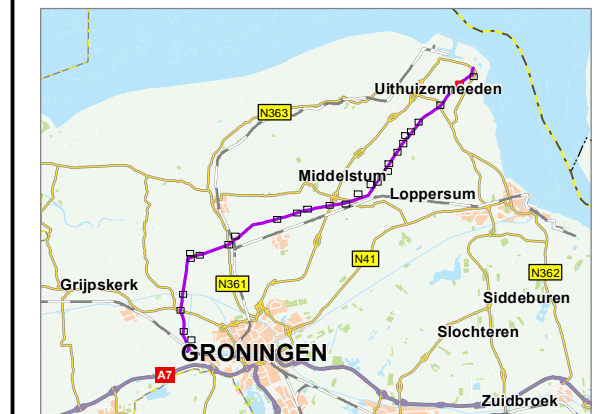 Uithuizermeeden
N363
Middelstum
Loppersum
N41
N362
Grijpskerk
N361
Siddeburen
Slochteren
GRONINGEN
A7
Zuidbroek